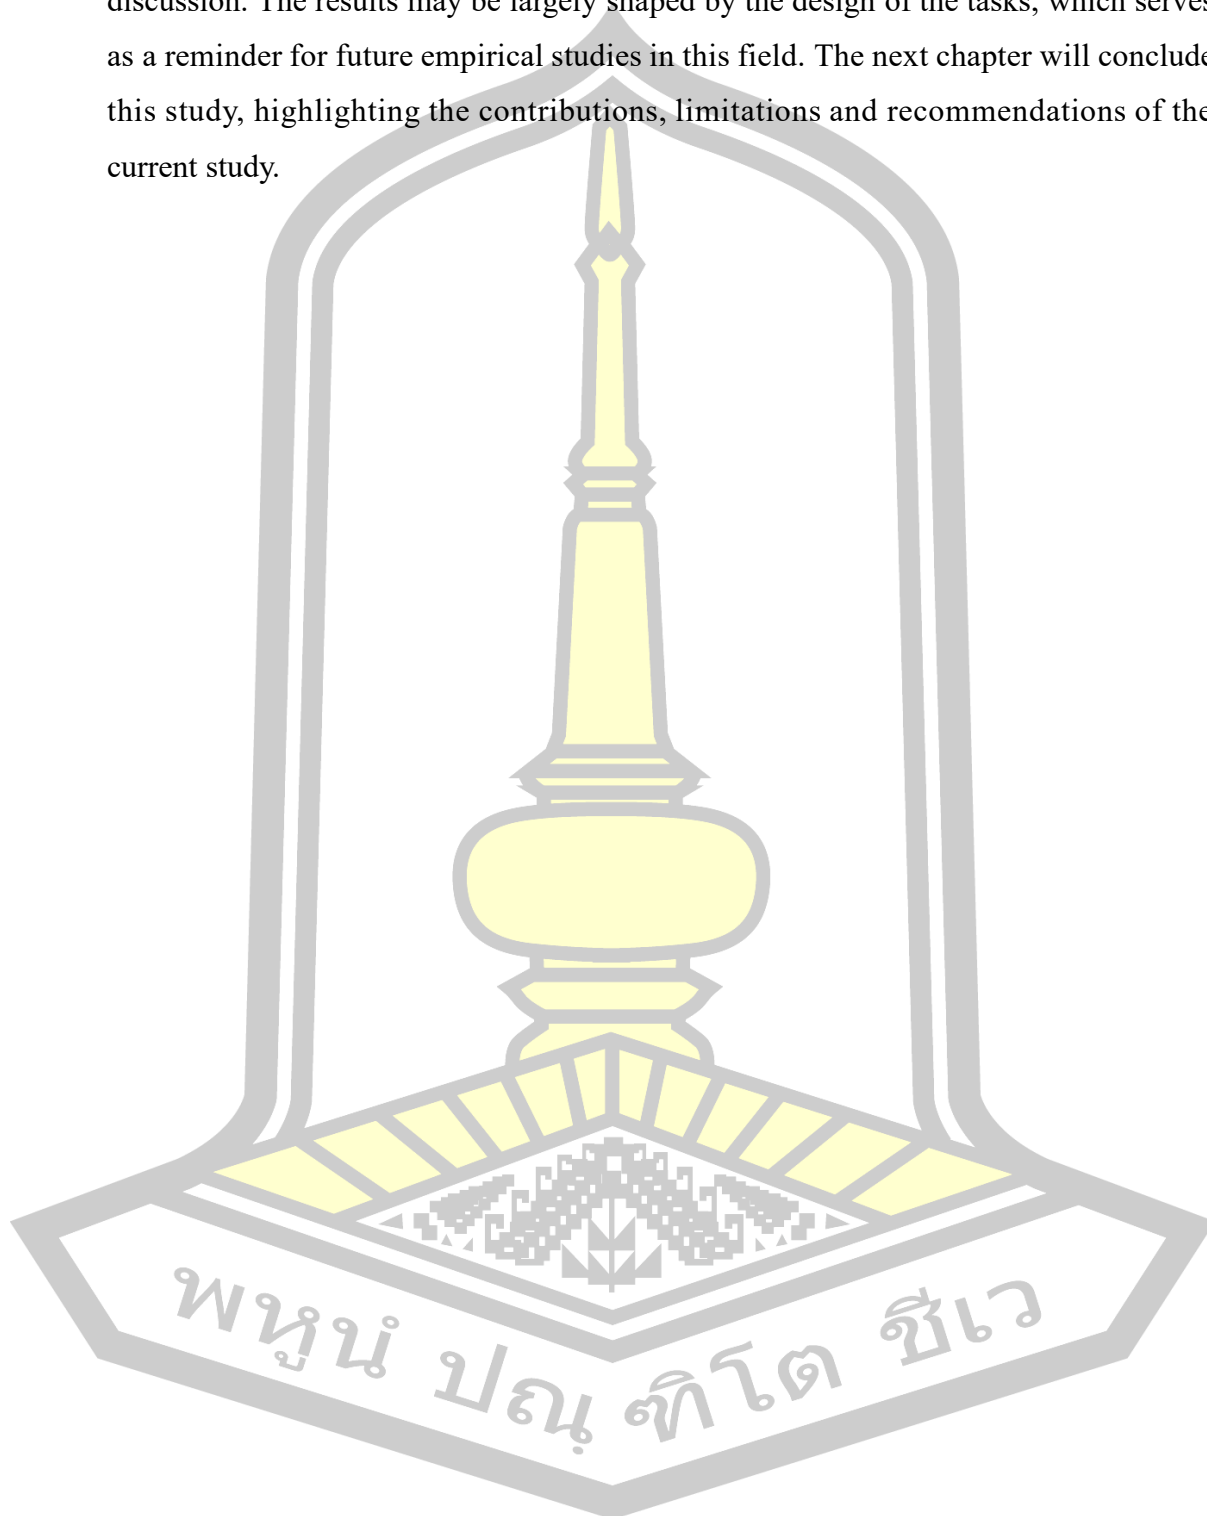 discussion. The results may be largely shaped by the design of the tasks, which serves
as a reminder for future empirical studies in this field. The next chapter will conclude
this study, highlighting the contributions, limitations and recommendations of the
current study.
พหูนํ ปณฺฑิโต ชีเว